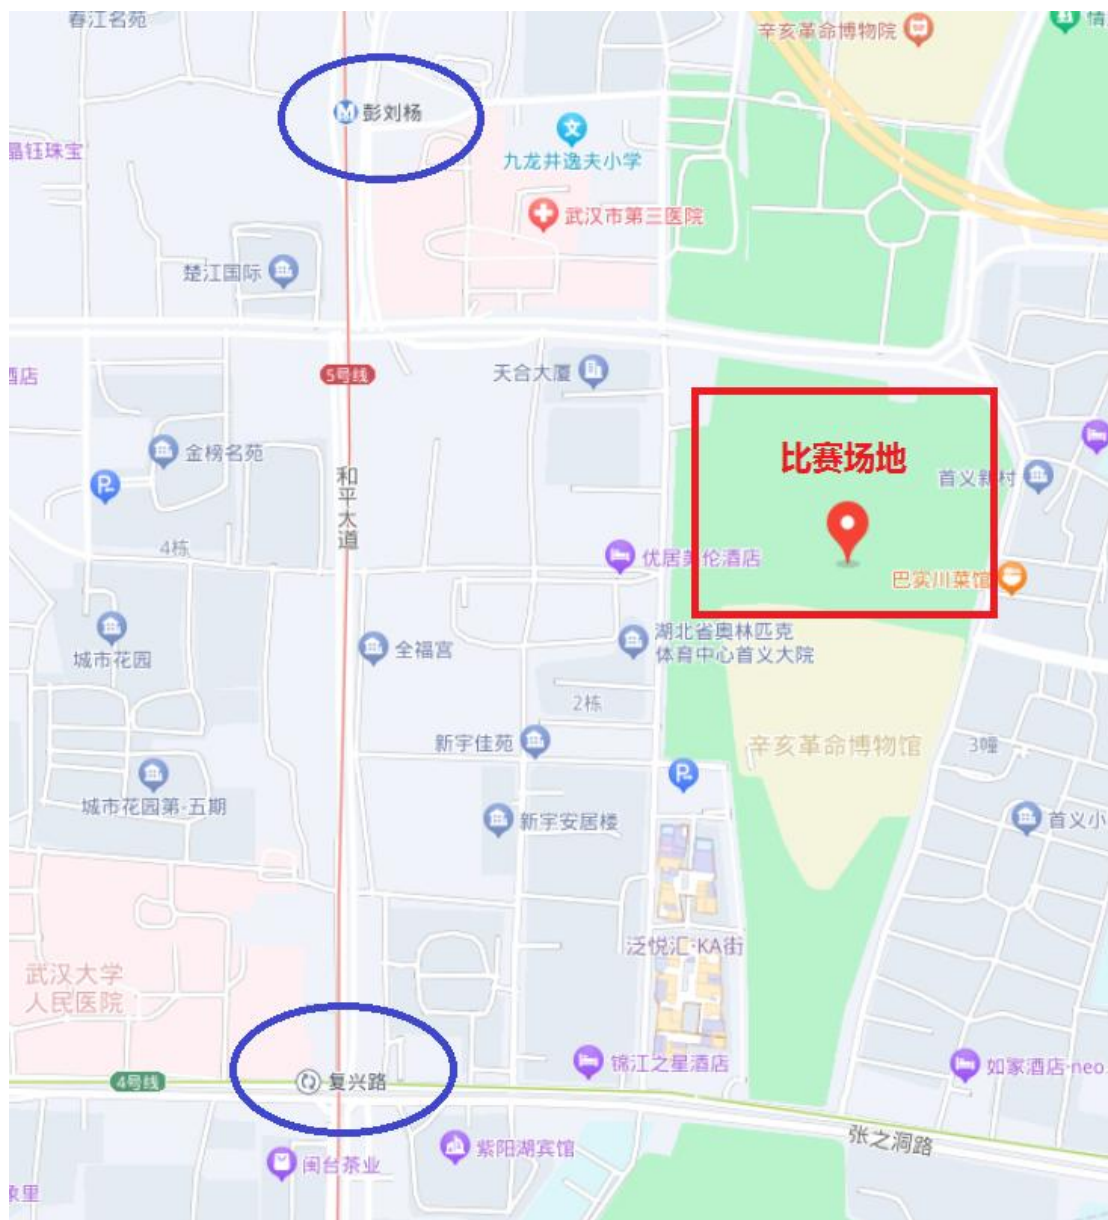 春江名苑
辛亥革命博物院
情
彭刘杨
晶钰珠宝
九龙井逸夫小学
武汉市第三医院
楚江国际
5号线
酒店
天合大厦
金榜名苑
比赛场地
首义新村
和平大道
4栋
优居美伦酒店
巴实川菜馆
城市花园
全福宫
湖北省奥林匹克
体育中心首义大院
2栋
新宇佳苑
辛亥革命博物馆
3幢
城市花园第-五期
新宇安居楼
首义小
泛悦汇·KA街
武汉大学
人民医院
锦江之星酒店
如家酒店·neo
4号线
复兴路
张之洞路
紫阳湖宾馆
闽台茶业
象里